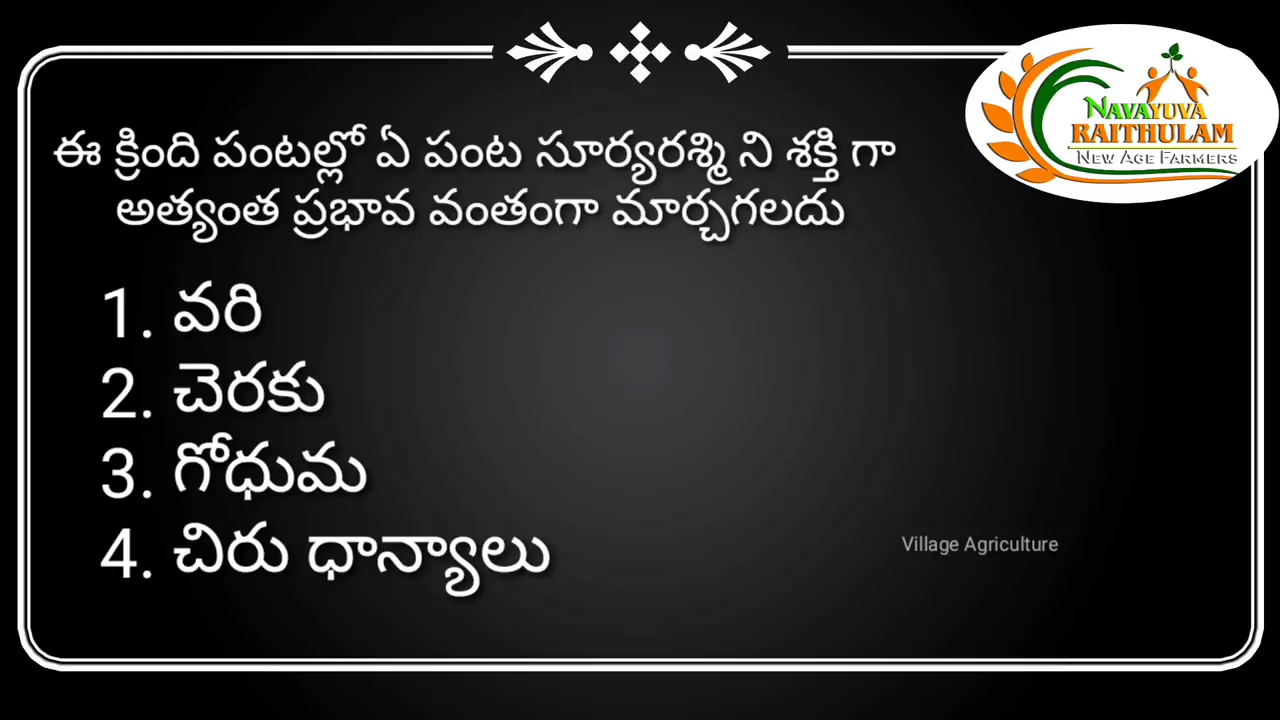 NAVAYUVA
RAITHULAM
NEW AGE FARMERS
ఈ క్రింది పంటల్లో ఏ పంట సూర్యరశ్మి ని శక్తి గా
అత్యంత ప్రభావ వంతంగా మార్చగలదు
1. వరి
2. చెరకు
3. గోధుమ
4. చిరు ధాన్యాలు
Village Agriculture